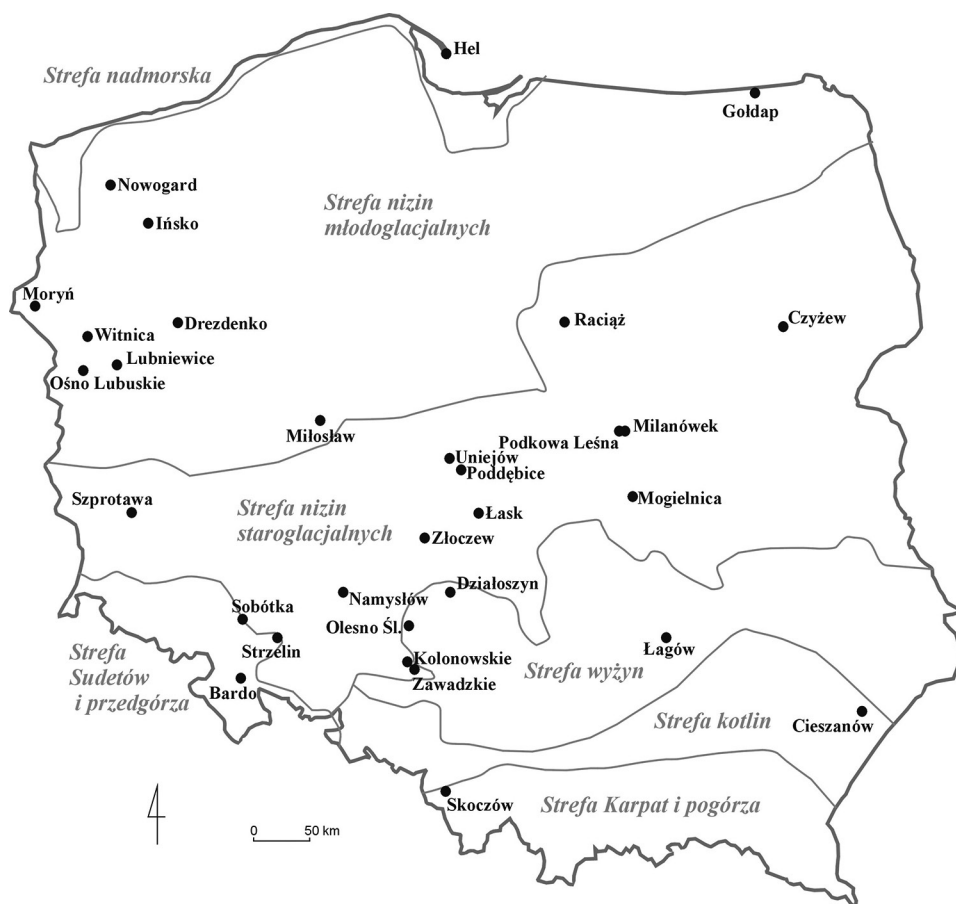 Hel
Strefa nadmorska
Gołdap
Nowogard
Strefa nizin
młodoglacjalnych
Ińsko
Moryń
Witnica
Drezdenko
Raciąż
Czyżew
Lubniewice
Ośno Lubuskie
Miłosław
Podkowa Leśna
Milanówek
Uniejów
Poddębice
Szprotawa
Strefa nizin
staroglacjalnych
Łask
Mogielnica
Złoczew
Działoszyn
Namysłów
Sobótka
Olesno Śl.
Strzelin
Łagów
Strefa
Sudetów
i przedgórza
Kolonowskie
Zawadzkie
Strefa wyżyn
Bardo
Strefa kotlin
Cieszanów
Skoczów
Strefa Karpat i pogórza
0 50 km